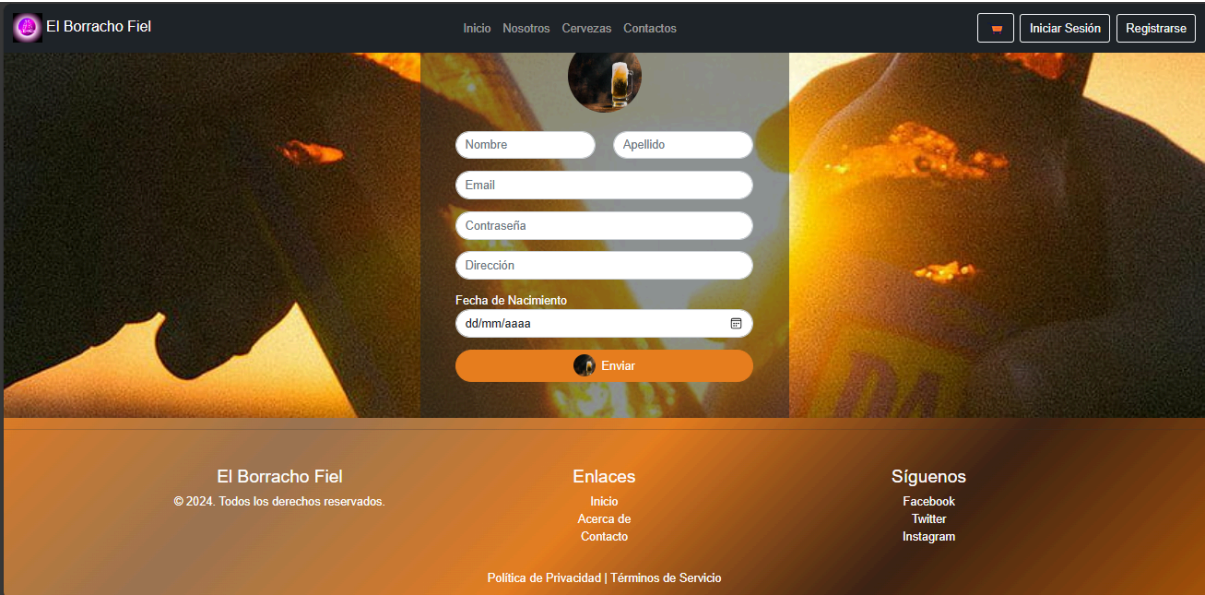 El Borracho Fiel
Inicio Nosotros Cervezas Contactos
Iniciar Sesión Registrarse
Nombre Apellido
Email
Contraseña
Dirección
Fecha de Nacimiento
dd/mm/aaaa
Enviar
El Borracho Fiel
© 2024. Todos los derechos reservados.
Enlaces
Inicio
Acerca de
Contacto
Síguenos
Facebook
Twitter
Instagram
Política de Privacidad | Términos de Servicio